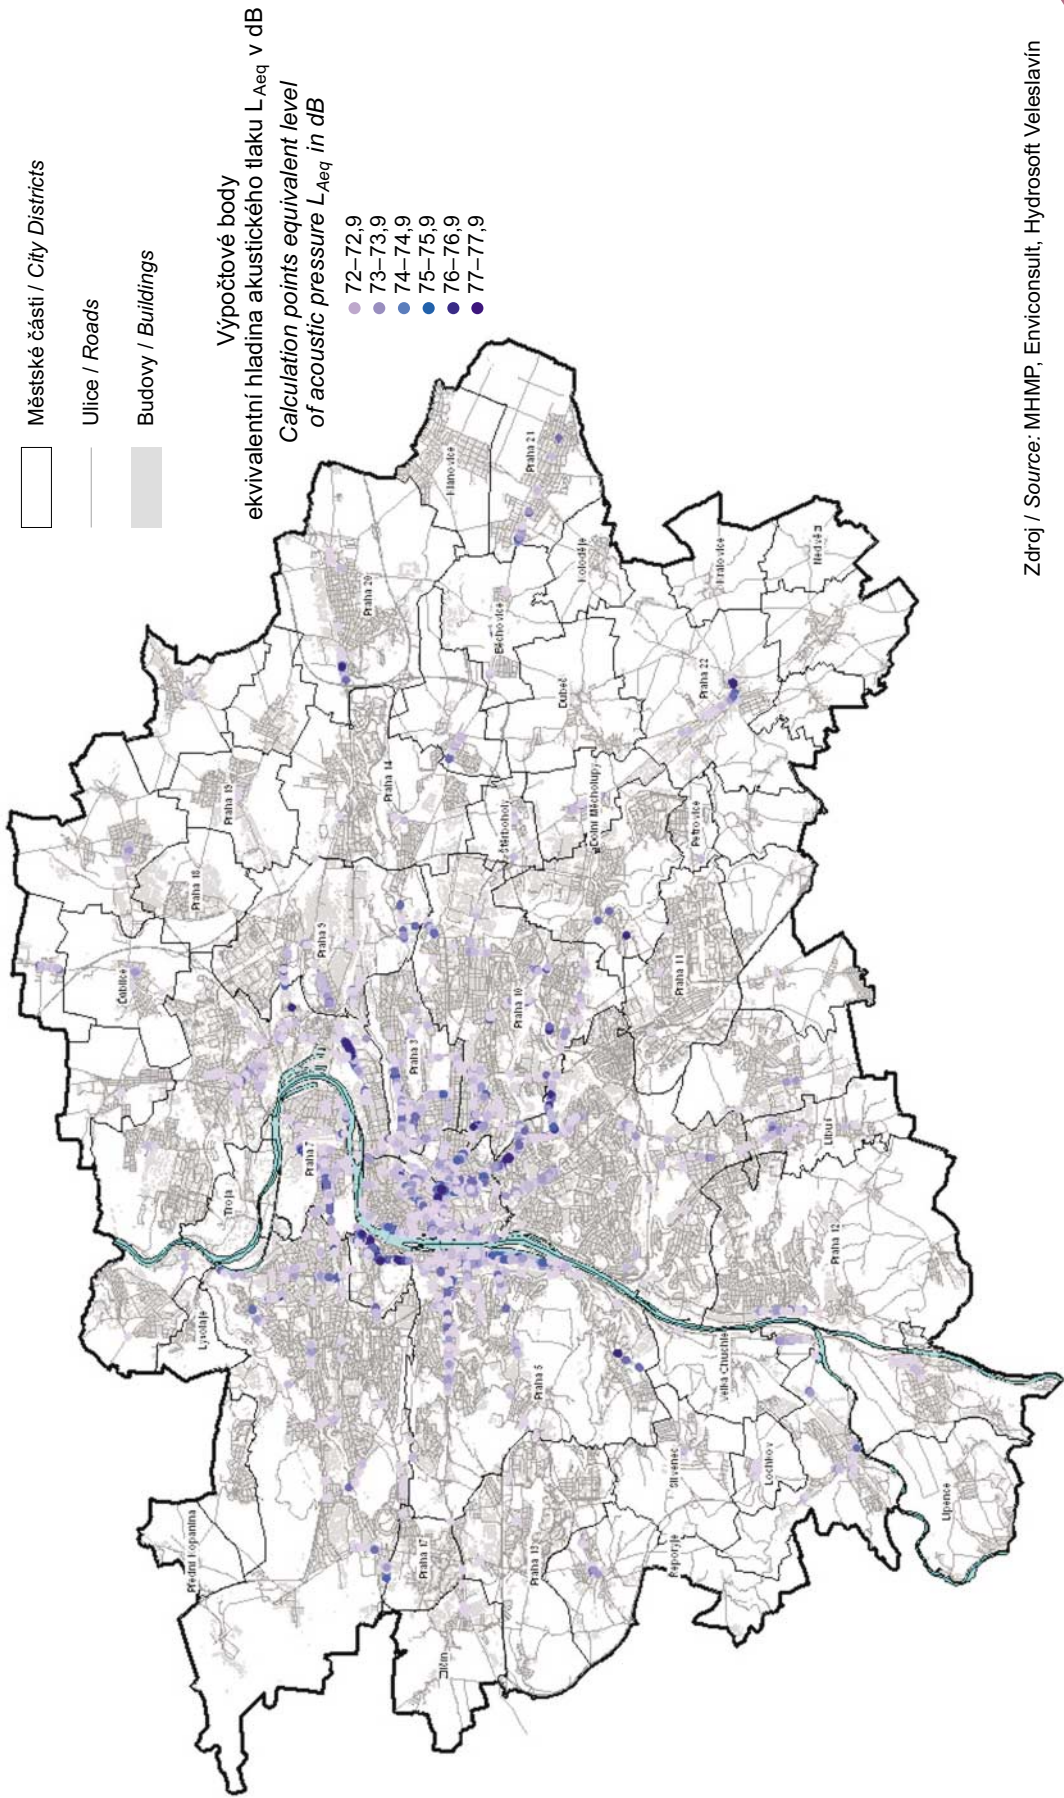 Městské části / City Districts
Ulice / Roads
Budovy / Buildings
Výpočtové body
ekvivalentní hladina akustického tlaku LAeq v dB
Calculation points equivalent level
of acoustic pressure LAeq in dB
72–72,9
73–73,9
74–74,9
75–75,9
76–76,9
77–77,9
Klánovice
Praha 21
Koloděje
Královice
Nedvězí
Praha 20
Běchovice
Dubeč
Praha 22
Praha 14
Štěrboholy
Dolní Měcholupy
Petrovice
Praha 19
Praha 18
Praha 9
Ďáblice
Praha 3
Praha 10
Praha 11
Praha 7
Troja
Libuš
Praha 12
Lysolaje
Praha 5
Velká Chuchle
Slivenec
Lochkov
Lipence
Přední Kopanina
Praha 17
Praha 13
Řeporyje
Zličín
Zdroj / Source: MHMP, Enviconsult, Hydrosoft Veleslavín